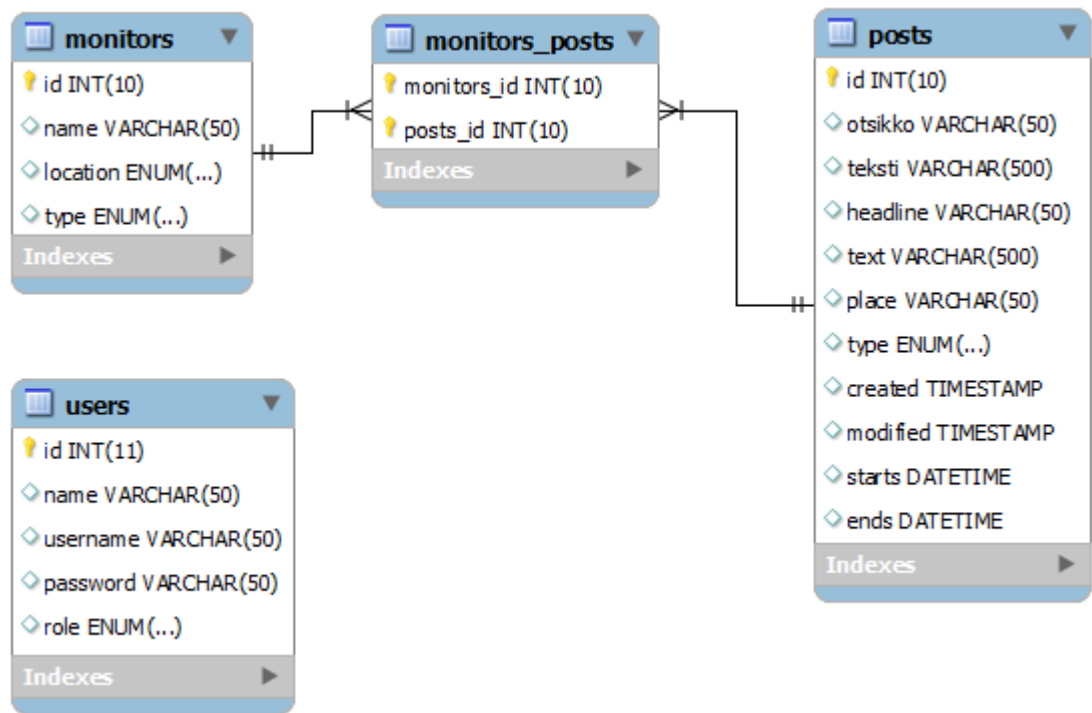 monitors
id INT(10)
name VARCHAR(50)
location ENUM(...)
type ENUM(...)
Indexes
monitors_posts
monitors_id INT(10)
posts_id INT(10)
Indexes
posts
id INT(10)
otsikko VARCHAR(50)
teksti VARCHAR(500)
headline VARCHAR(50)
text VARCHAR(500)
place VARCHAR(50)
type ENUM(...)
created TIMESTAMP
modified TIMESTAMP
starts DATETIME
ends DATETIME
Indexes
users
id INT(11)
name VARCHAR(50)
username VARCHAR(50)
password VARCHAR(50)
role ENUM(...)
Indexes